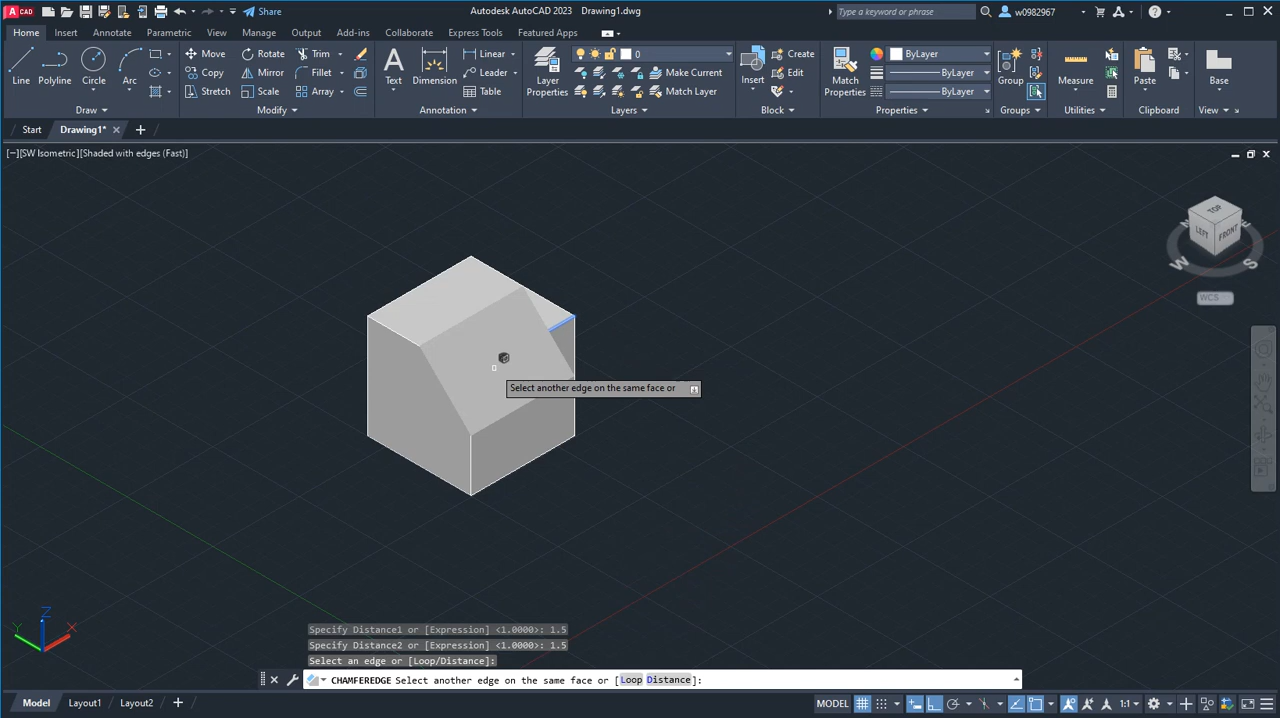 CAD Share Autodesk AutoCAD 2023 Drawing1.dwg Type a keyword or phrase w0982967
Home Insert Annotate Parametric View Manage Output Add-ins Collaborate Express Tools Featured Apps
Line Polyline Circle Arc
Move Rotate Trim
Copy Mirror Fillet
Stretch Scale Array
Text Dimension
Linear
Leader
Table
Layer
Properties
0
Make Current
Match Layer
Insert
Create
Edit
Match
Properties
ByLayer
ByLayer
ByLayer
Group
Measure
Paste
Base
Draw Modify Annotation Layers Block Properties Groups Utilities Clipboard View
Start Drawing1*
[−][SW Isometric][Shaded with edges (Fast)]
TOP
LEFT FRONT
N E
W S
WCS
Select another edge on the same face or
Z
Y X
Specify Distance1 or [Expression] <1.0000>: 1.5
Specify Distance2 or [Expression] <1.0000>: 1.5
Select an edge or [Loop/Distance]:
CHAMFEREDGE Select another edge on the same face or [Loop Distance]:
Model Layout1 Layout2 MODEL 1:1